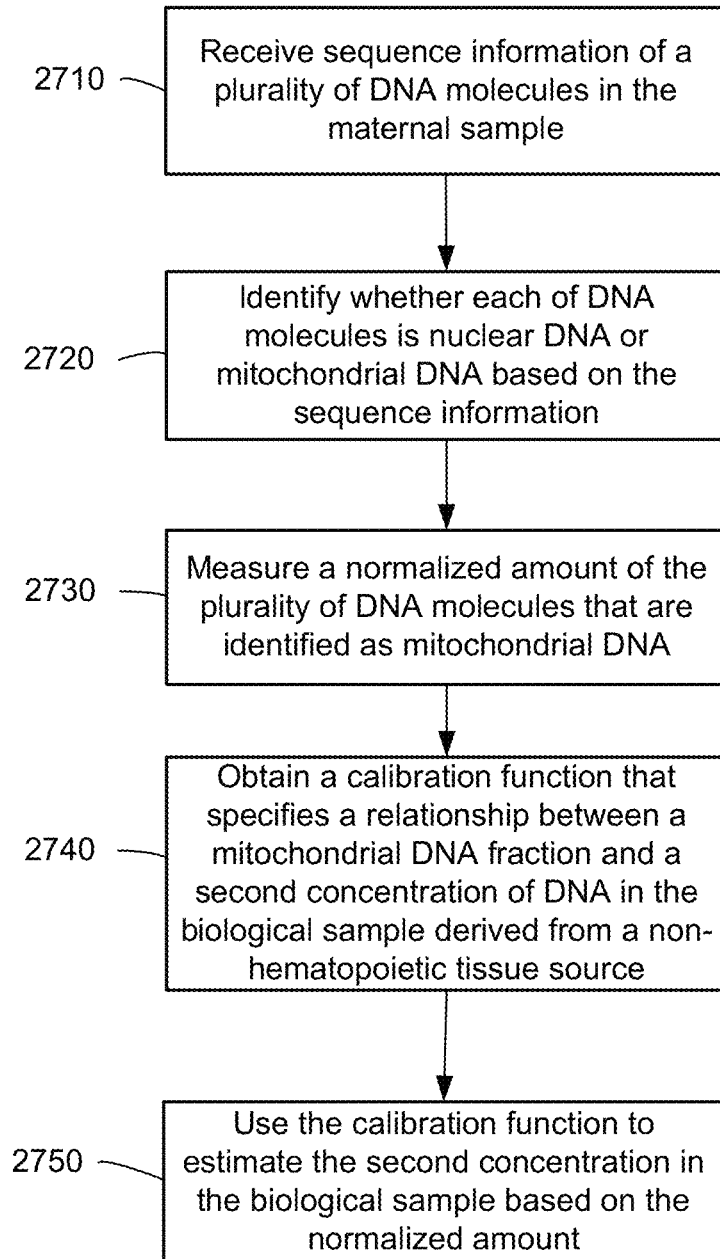 2710
Receive sequence information of a
plurality of DNA molecules in the
maternal sample
2720
Identify whether each of DNA
molecules is nuclear DNA or
mitochondrial DNA based on the
sequence information
2730
Measure a normalized amount of the
plurality of DNA molecules that are
identified as mitochondrial DNA
2740
Obtain a calibration function that
specifies a relationship between a
mitochondrial DNA fraction and a
second concentration of DNA in the
biological sample derived from a non-
hematopoietic tissue source
2750
Use the calibration function to
estimate the second concentration in
the biological sample based on the
normalized amount